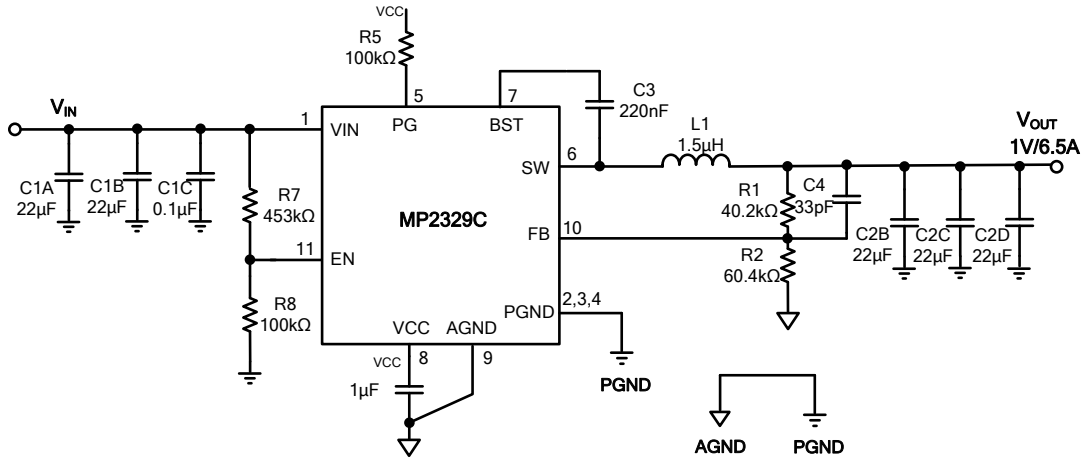 VCC
R5
100kΩ
VIN
1
5
7
C3
220nF
VIN
PG
BST
L1
1.5μH
VOUT
1V/6.5A
SW
6
C1A
22μF
C1B
22μF
C1C
0.1μF
R7
453kΩ
MP2329C
R1
40.2kΩ
C4
33pF
FB
10
11
EN
R2
60.4kΩ
C2B
22μF
C2C
22μF
C2D
22μF
R8
100kΩ
PGND
2,3,4
VCC
AGND
VCC
8
9
1μF
PGND
AGND
PGND